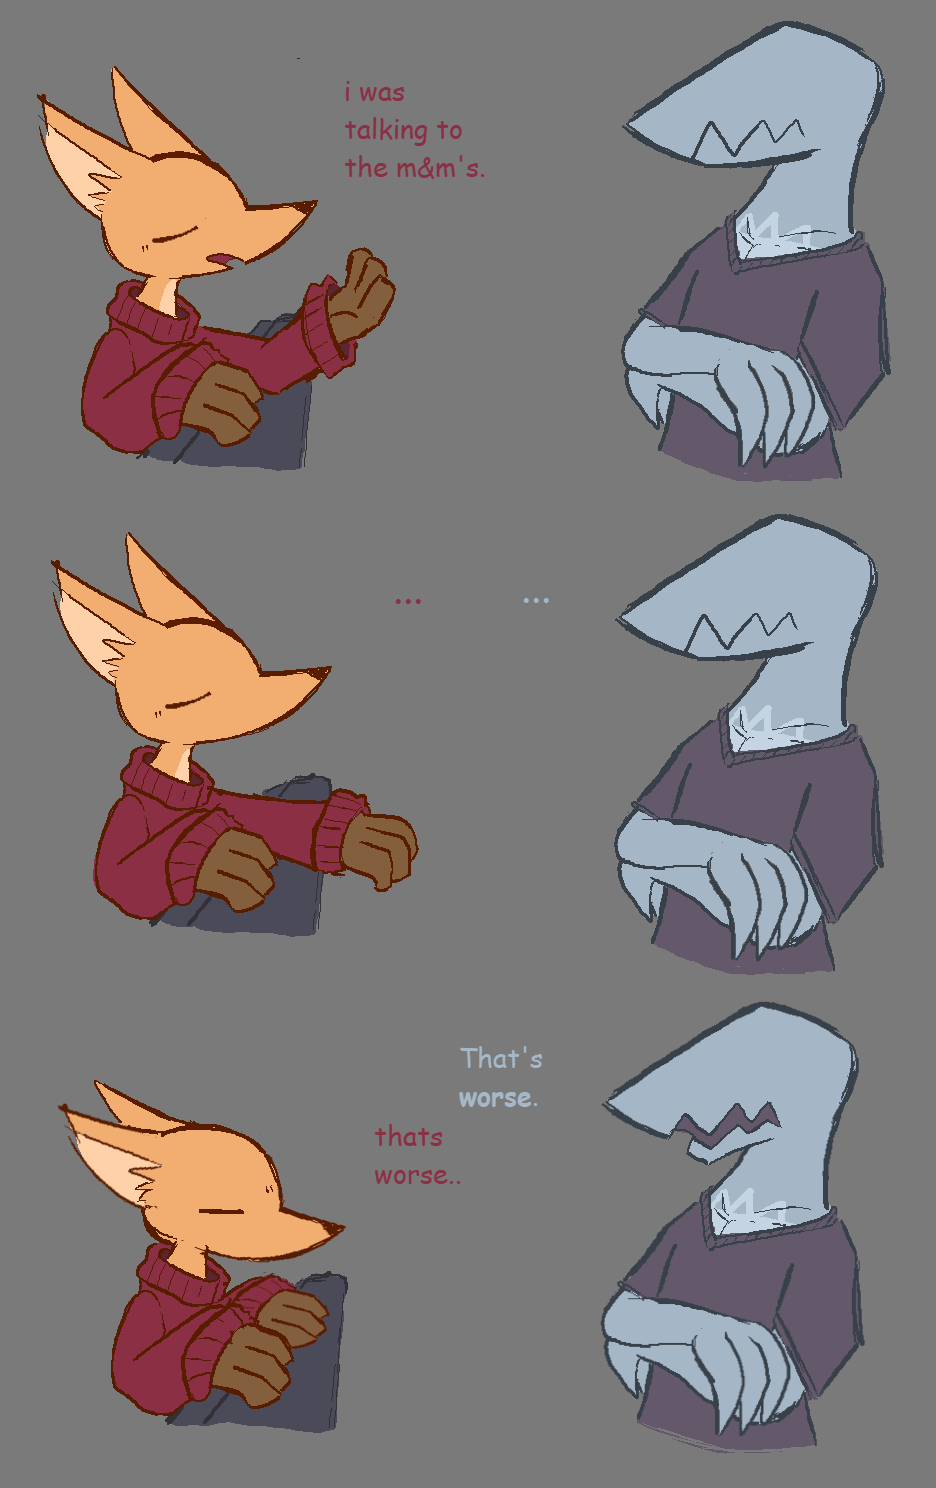 i was
talking to
the m&m's.
...
...
That's
worse.
thats
worse..